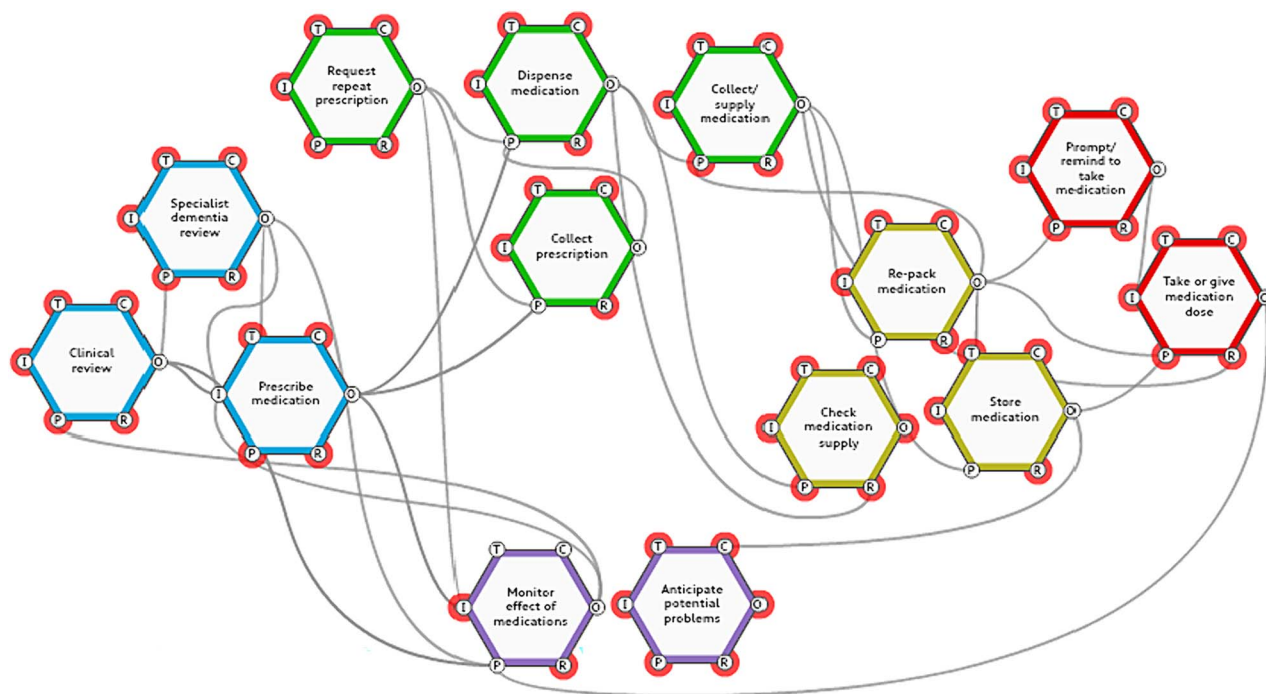 T C
I Request repeat prescription O
P R
T C
I Dispense medication O
P R
T C
I Collect/ supply medication O
P R
T C
I Prompt/ remind to take medication O
P R
T C
I Specialist dementia review O
P R
T C
I Collect prescription O
P R
T C
I Re-pack medication O
P R
T C
I Take or give medication dose O
P R
T C
I Clinical review O
P R
T C
I Prescribe medication O
P R
T C
I Check medication supply O
P R
T C
I Store medication O
P R
T C
I Monitor effect of medications O
P R
T C
I Anticipate potential problems O
P R